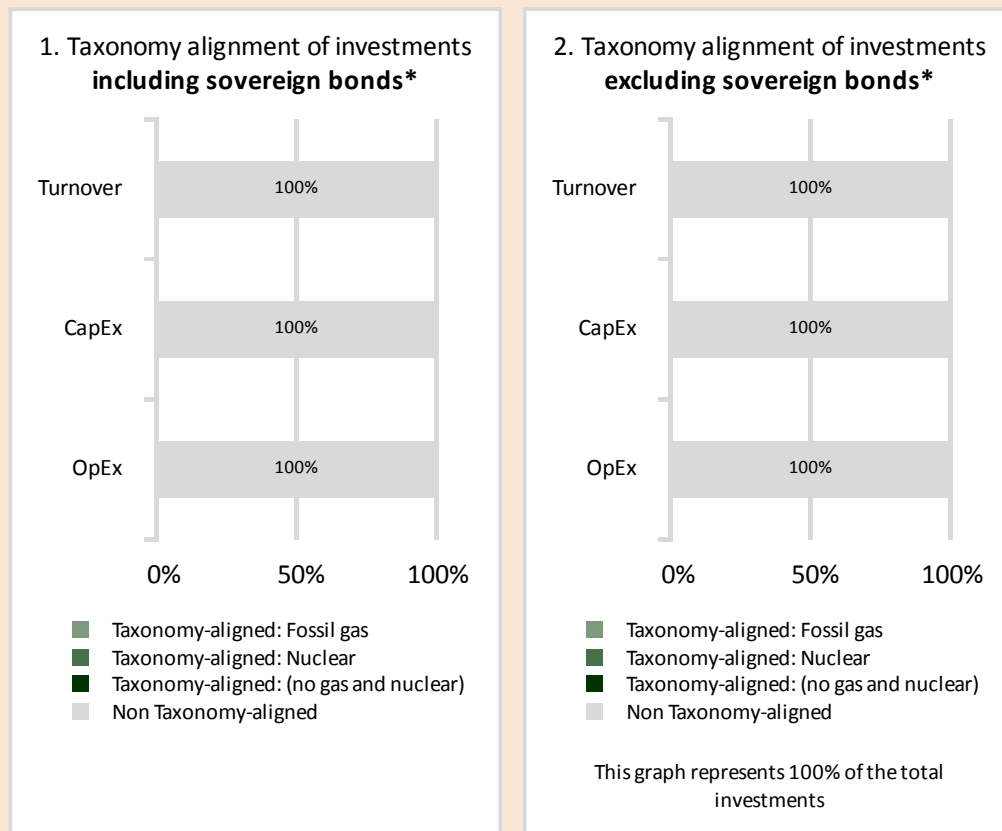 1. Taxonomy alignment of investments
including sovereign bonds*
Turnover
100%
CapEx
100%
OpEx
100%
0% 50% 100%
Taxonomy-aligned: Fossil gas
Taxonomy-aligned: Nuclear
Taxonomy-aligned: (no gas and nuclear)
Non Taxonomy-aligned
2. Taxonomy alignment of investments
excluding sovereign bonds*
Turnover
100%
CapEx
100%
OpEx
100%
0% 50% 100%
Taxonomy-aligned: Fossil gas
Taxonomy-aligned: Nuclear
Taxonomy-aligned: (no gas and nuclear)
Non Taxonomy-aligned
This graph represents 100% of the total
investments